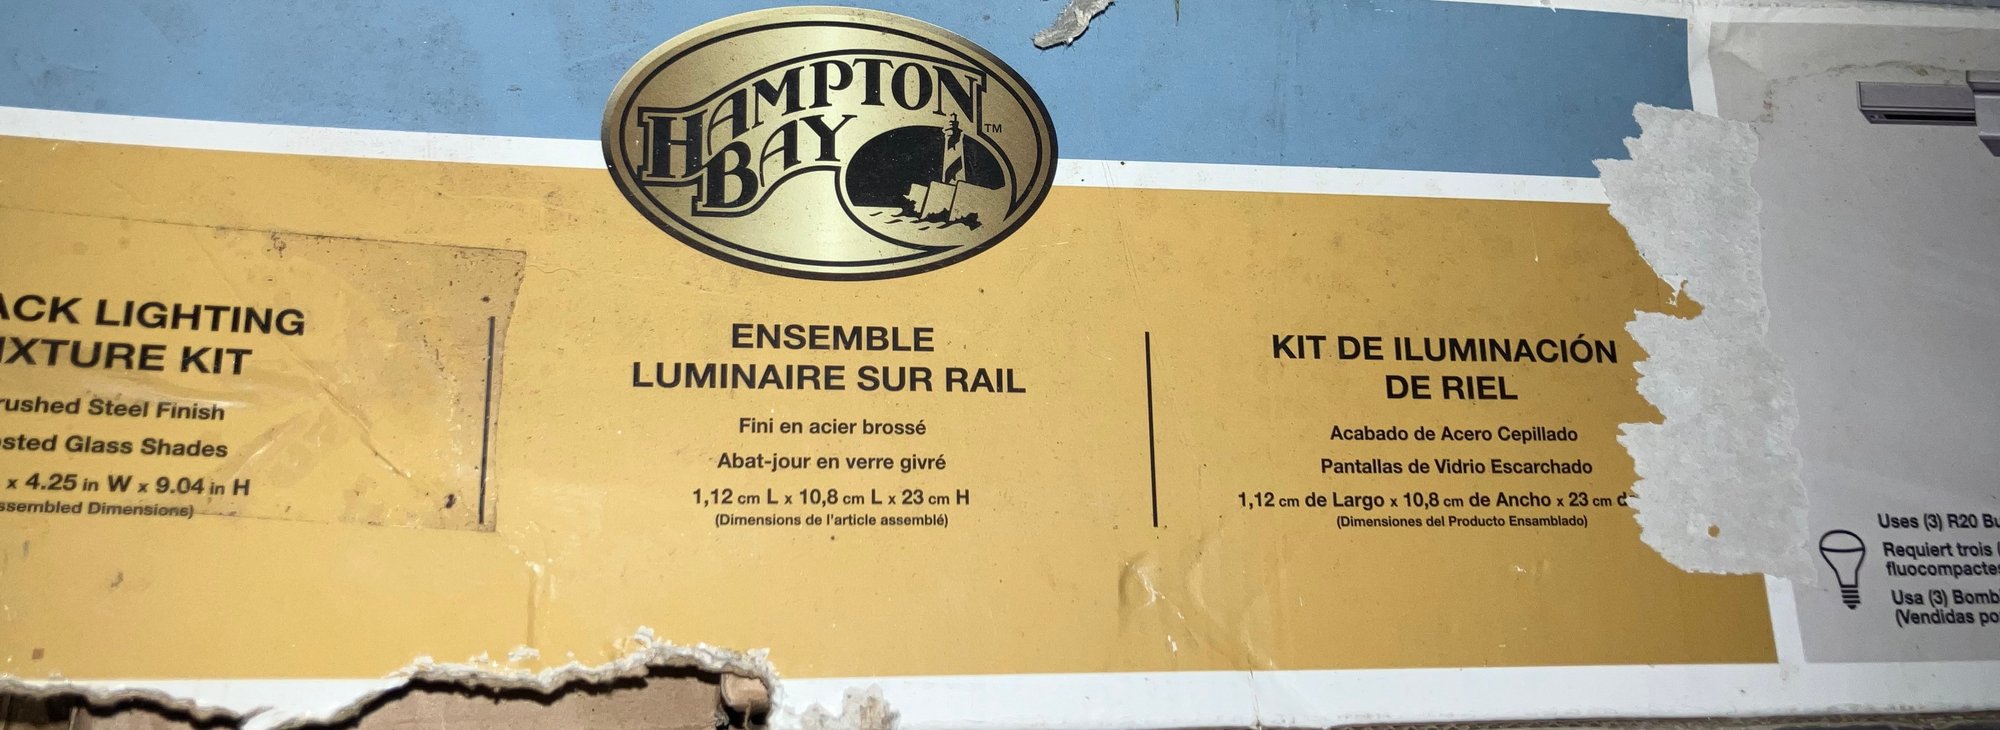 HAMPTON
BAY
TM
ACK LIGHTING
IXTURE KIT
rushed Steel Finish
sted Glass Shades
x 4.25 in W x 9.04 in H
ssembled Dimensions)
ENSEMBLE
LUMINAIRE SUR RAIL
Fini en acier brossé
Abat-jour en verre givré
1,12 cm L x 10,8 cm L x 23 cm H
(Dimensions de l'article assemblé)
KIT DE ILUMINACIÓN
DE RIEL
Acabado de Acero Cepillado
Pantallas de Vidrio Escarchado
1,12 cm de Largo x 10,8 cm de Ancho x 23 cm d
(Dimensiones del Producto Ensamblado)
Uses (3) R20 Bu
Requiert trois (
fluocompactes
Usa (3) Bomb
(Vendidas po